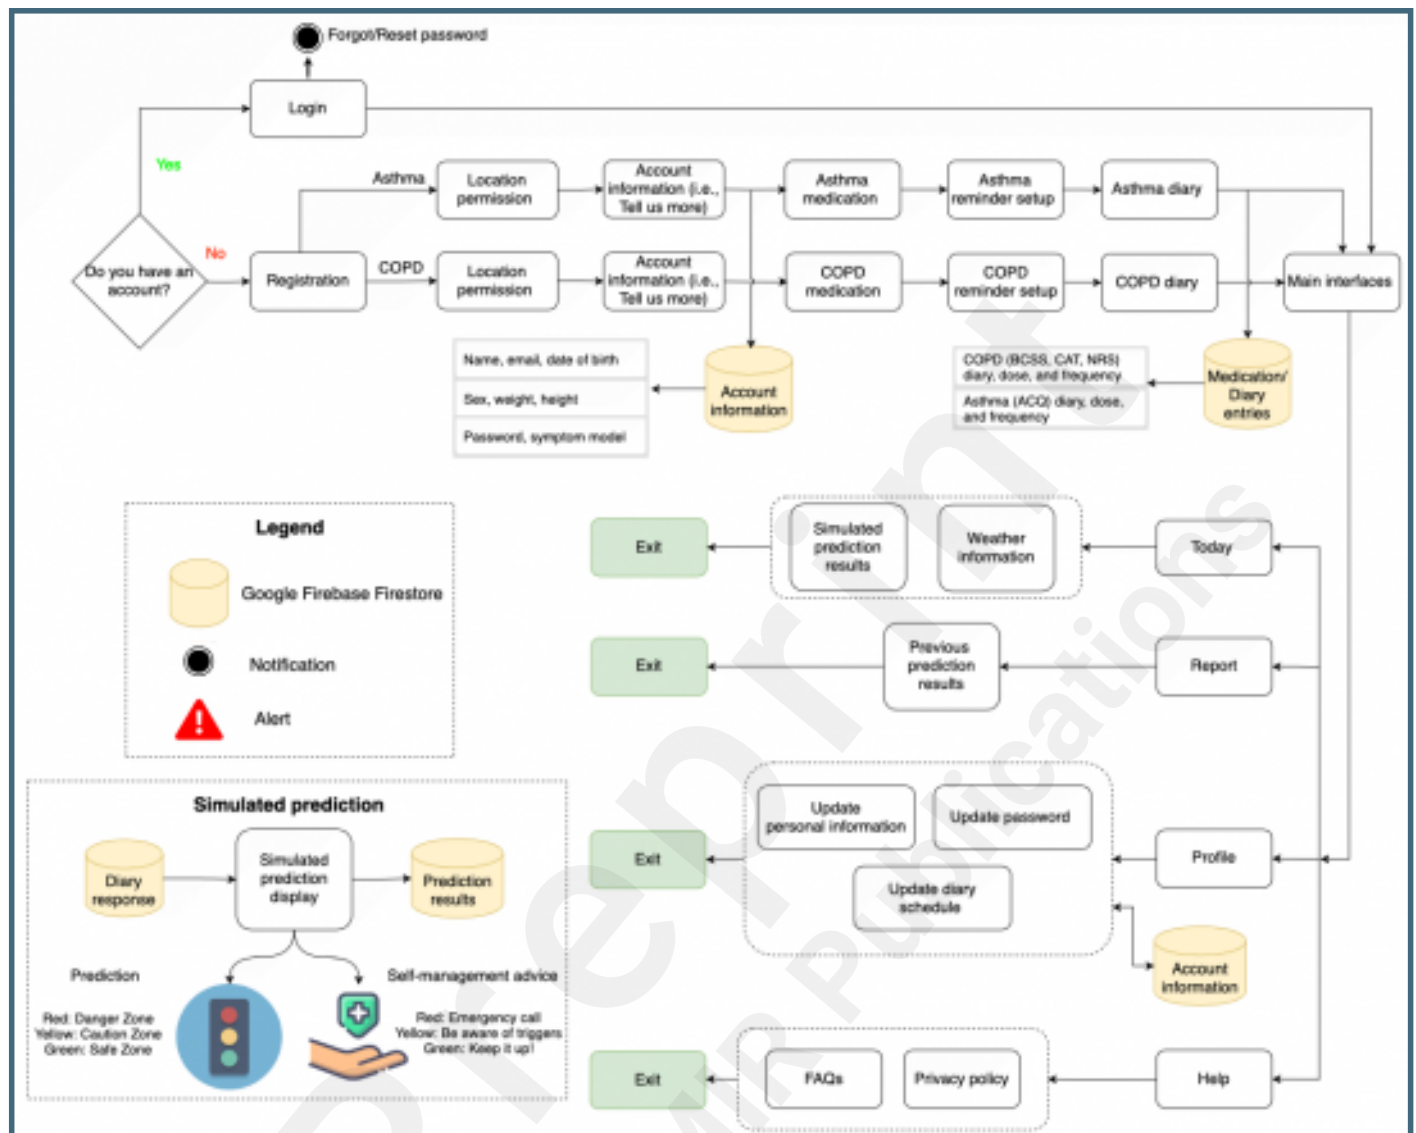 Forgot/Reset password
Login
Yes
Do you have an
account?
No
Registration
Asthma
Location
permission
Account
information (i.e.,
Tell us more)
Asthma
medication
Asthma
reminder setup
Asthma diary
COPD
Location
permission
Account
information (i.e.,
Tell us more)
COPD
medication
COPD
reminder setup
COPD diary
Main interfaces
Name, email, date of birth
Sex, weight, height
Password, symptom model
Account
information
COPD (BCSS, CAT, NRS)
diary, dose, and frequency
Asthma (ACQ) diary, dose,
and frequency
Medication/
Diary
entries
Legend
Google Firebase Firestore
Notification
Alert
Exit
Simulated
prediction
results
Weather
information
Today
Exit
Previous
prediction
results
Report
Exit
Update
personal information
Update password
Update diary
schedule
Profile
Account
information
Exit
FAQs
Privacy policy
Help
Simulated prediction
Diary
response
Simulated
prediction
display
Prediction
results
Prediction
Red: Danger Zone
Yellow: Caution Zone
Green: Safe Zone
Self-management advice
Red: Emergency call
Yellow: Be aware of triggers
Green: Keep it up!
Preprint
JMIR Publications